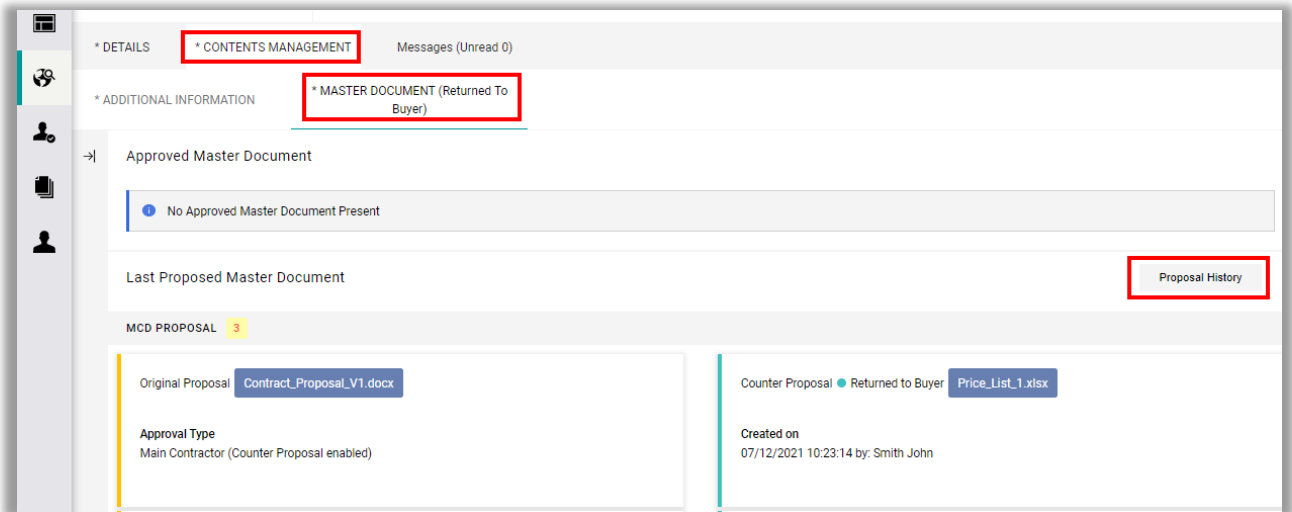 * DETAILS
* CONTENTS MANAGEMENT
Messages (Unread 0)
* ADDITIONAL INFORMATION
* MASTER DOCUMENT (Returned To
Buyer)
Approved Master Document
No Approved Master Document Present
Last Proposed Master Document
Proposal History
MCD PROPOSAL 3
Original Proposal Contract_Proposal_V1.docx
Approval Type
Main Contractor (Counter Proposal enabled)
Counter Proposal Returned to Buyer Price_List_1.xlsx
Created on
07/12/2021 10:23:14 by: Smith John